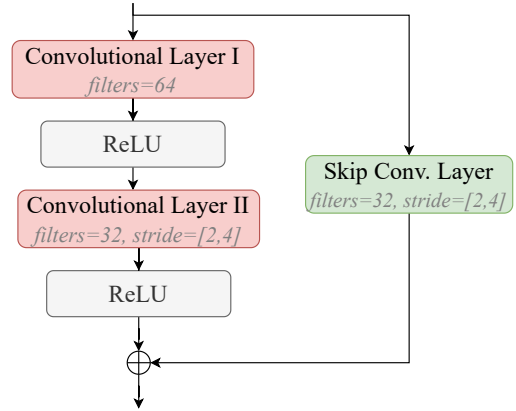 Convolutional Layer I
filters=64
ReLU
Convolutional Layer II
filters=32, stride=[2,4]
ReLU
Skip Conv. Layer
filters=32, stride=[2,4]